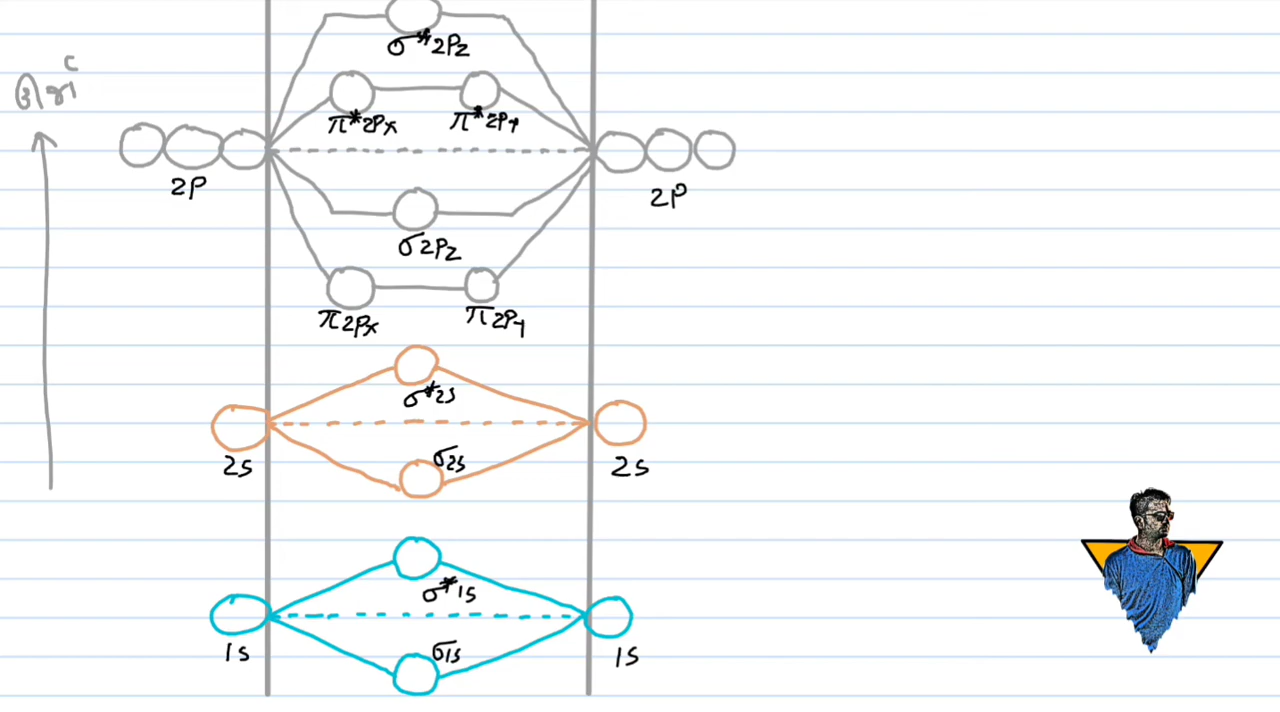 σ*2Pz
π*2Px π*2Py
2P 2P
σ2Pz
π2Px π2Py
σ*2s
σ2s
2s 2s
σ*1s
σ1s
1s 1s